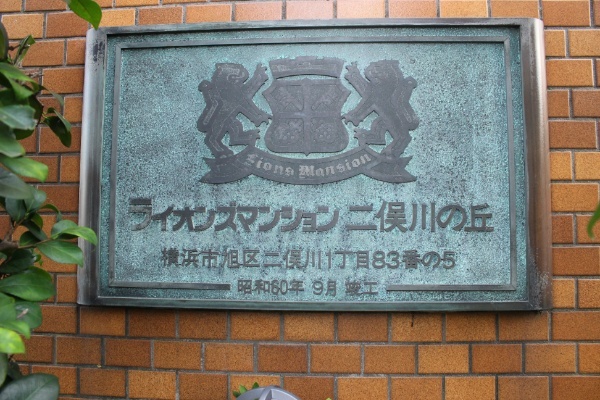 Lions Mansion
ライオンズマンション 二俣川の丘
横浜市旭区二俣川1丁目83番の5
昭和60年 9月 竣工